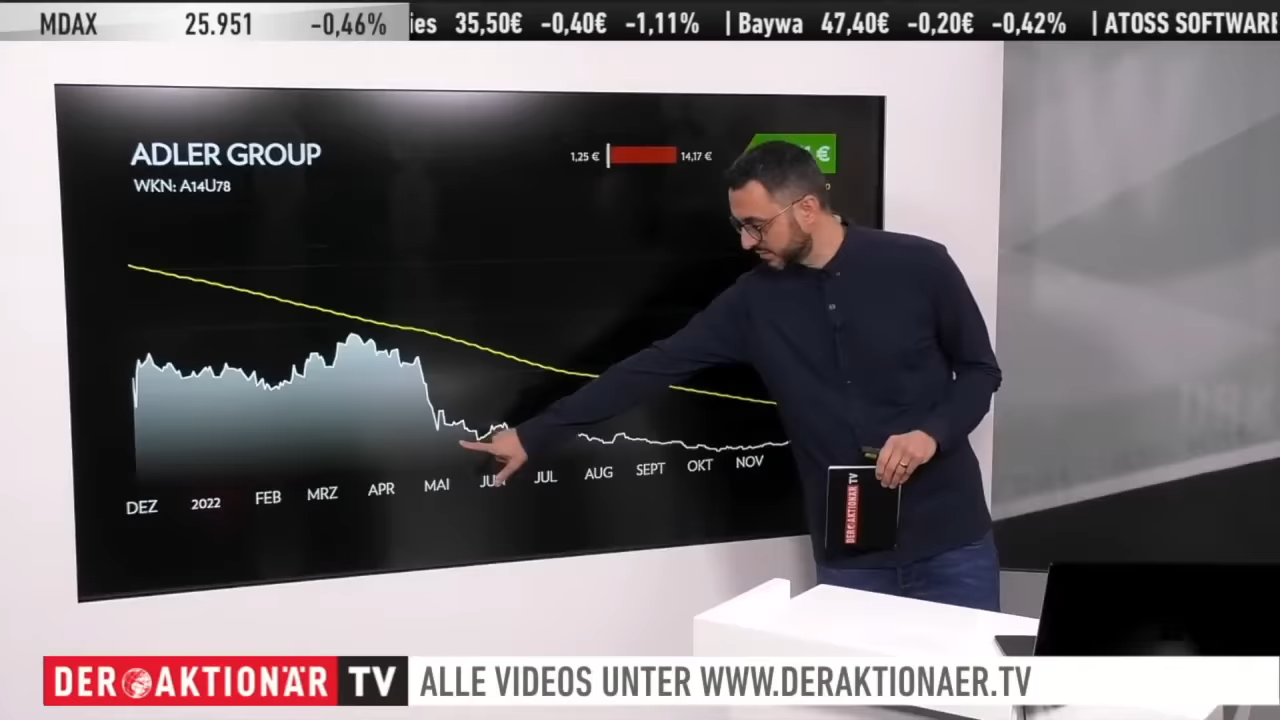 MDAX 25.951 -0,46% ies 35,50€ -0,40€ -1,11% | Baywa 47,40€ -0,20€ -0,42% | ATOSS SOFTWARE
ADLER GROUP
WKN: A14U78
1,25 € 14,17 €
€
DEZ 2022 FEB MRZ APR MAI JUN JUL AUG SEPT OKT NOV
DER AKTIONÄR TV
DER AKTIONÄR TV ALLE VIDEOS UNTER WWW.DERAKTIONAER.TV